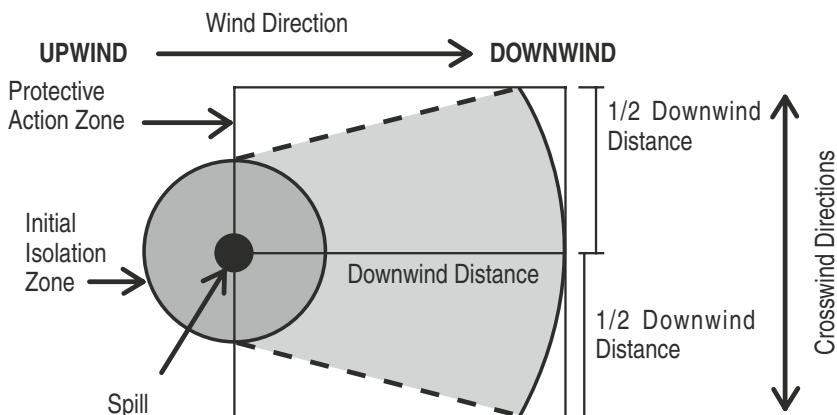 Wind Direction
UPWIND
DOWNWIND
Protective
Action Zone
1/2 Downwind
Distance
Initial
Isolation
Zone
Downwind Distance
1/2 Downwind
Distance
Crosswind Directions
Spill